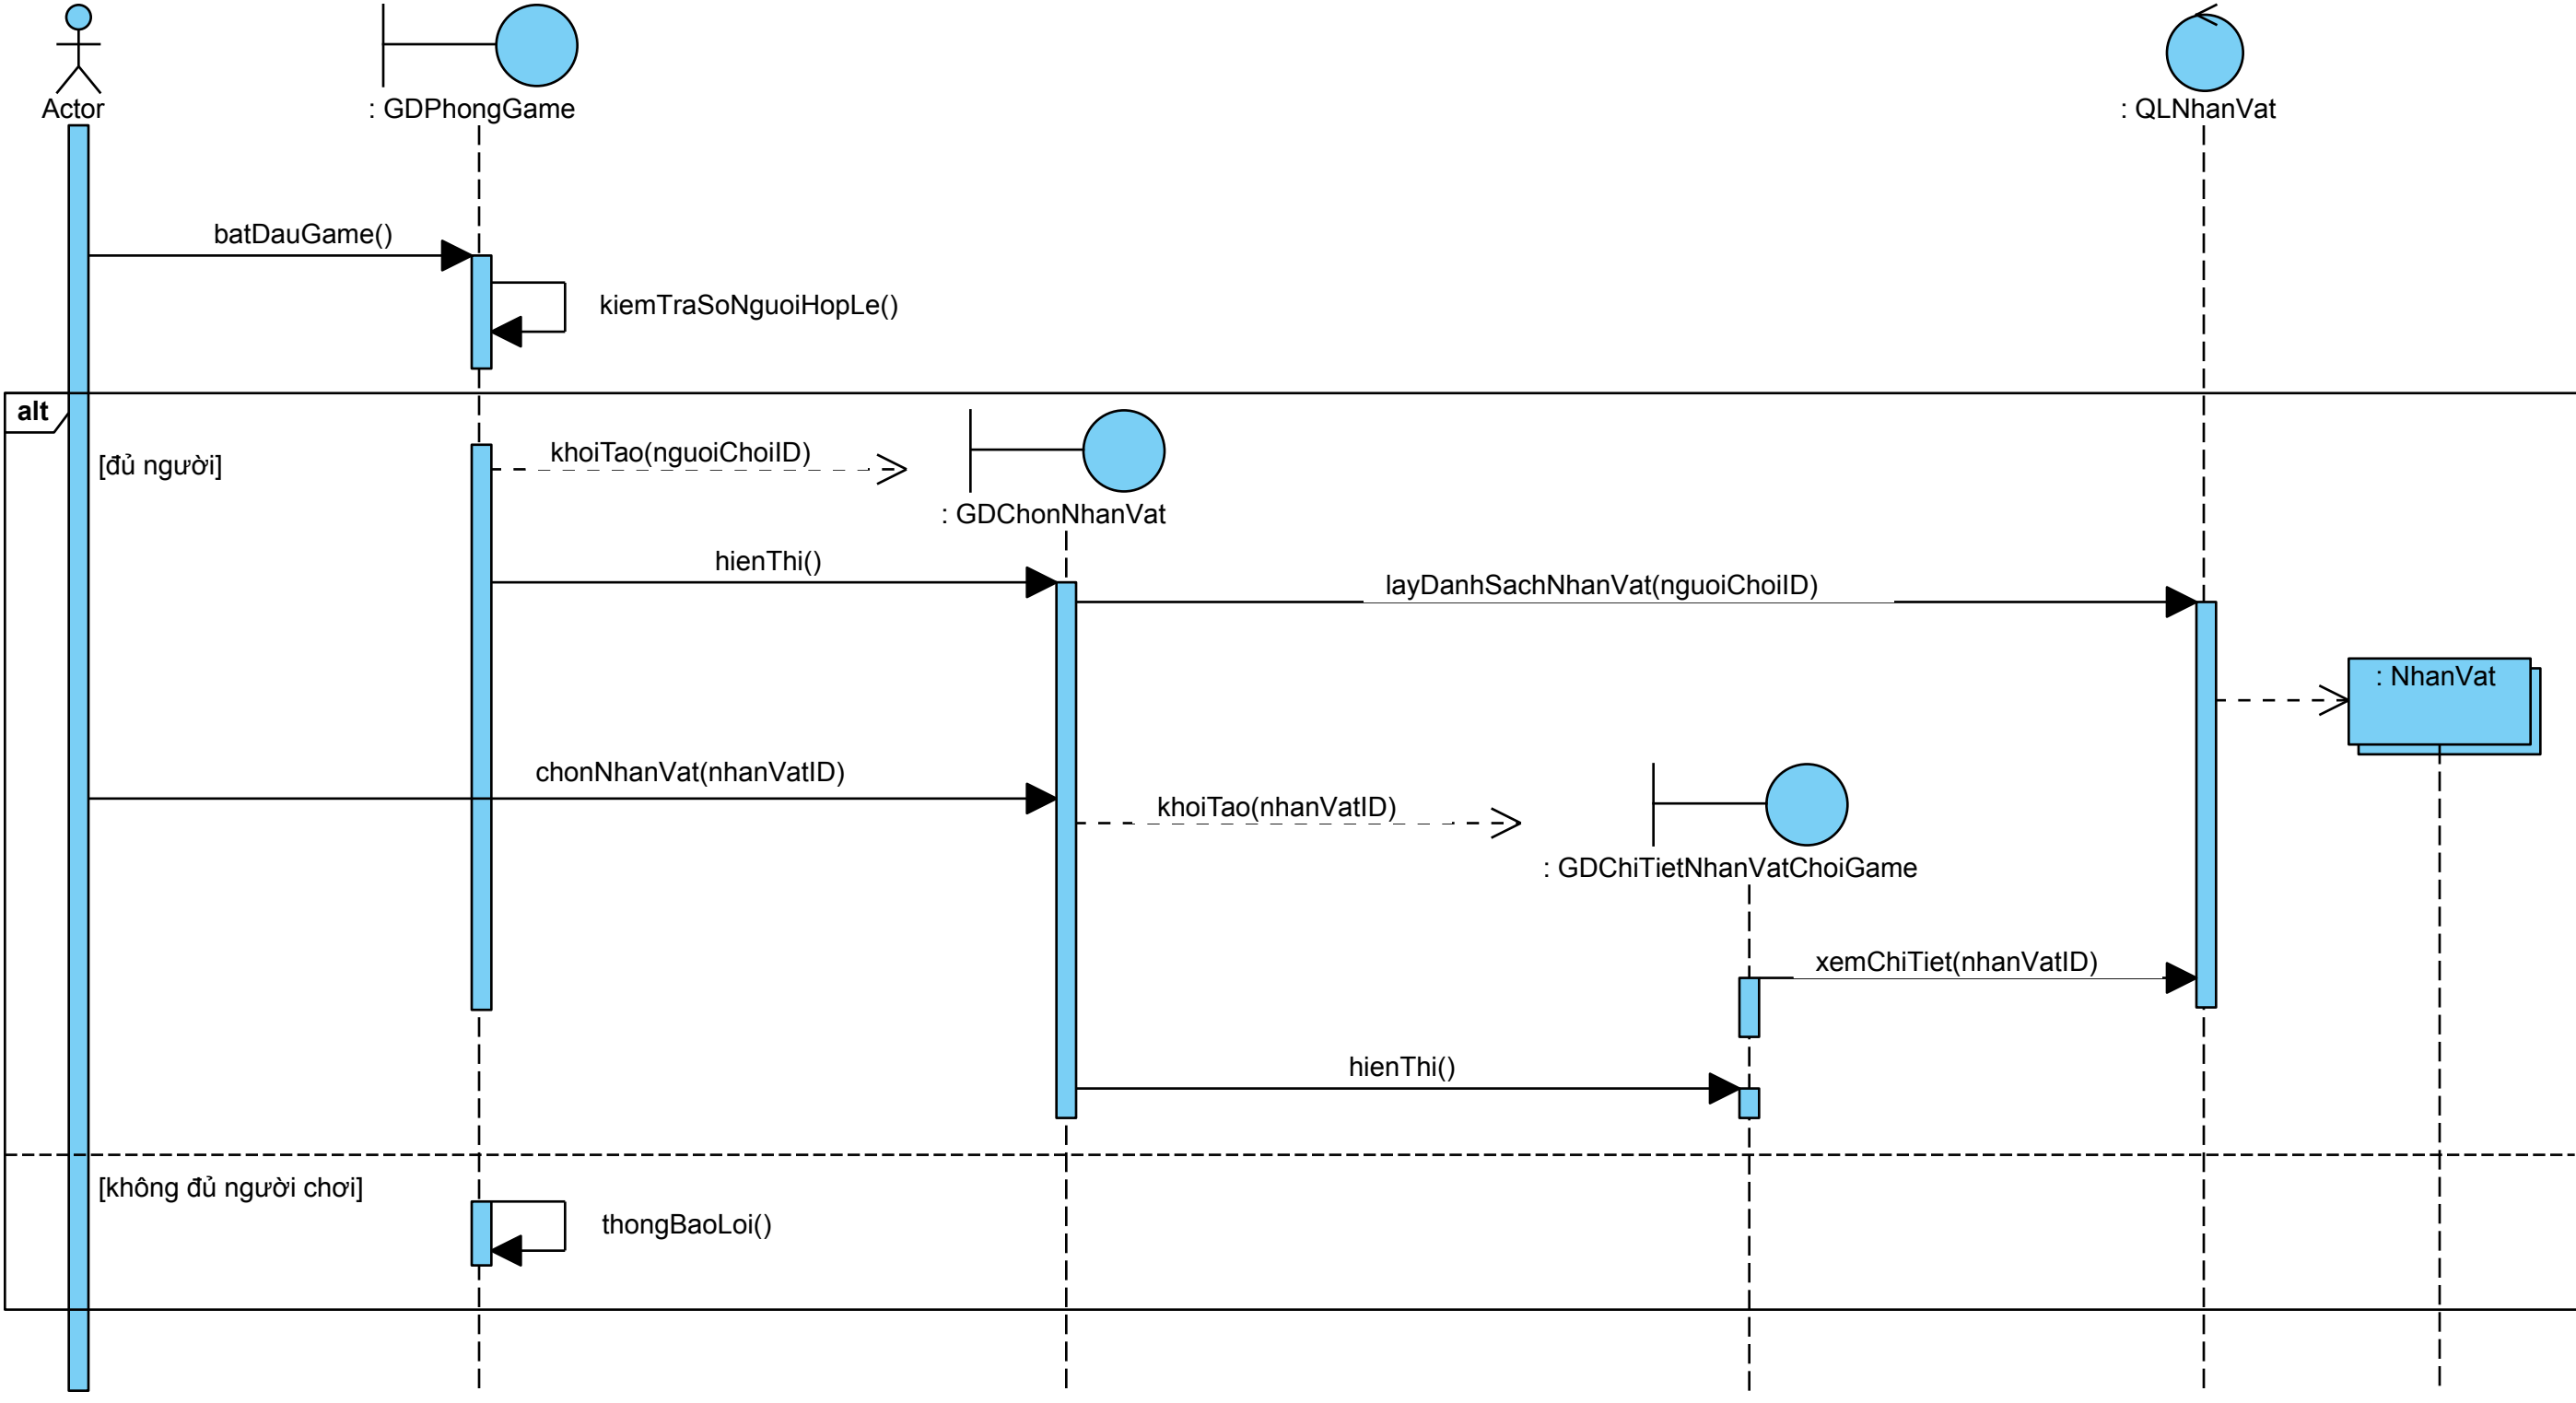 Actor
: GDPhongGame
: QLNhanVat
batDauGame()
kiemTraSoNguoiHopLe()
alt
[đủ người]
khoiTao(nguoiChoiID)
: GDChonNhanVat
hienThi()
layDanhSachNhanVat(nguoiChoiID)
: NhanVat
chonNhanVat(nhanVatID)
khoiTao(nhanVatID)
: GDChiTietNhanVatChoiGame
xemChiTiet(nhanVatID)
hienThi()
[không đủ người chơi]
thongBaoLoi()